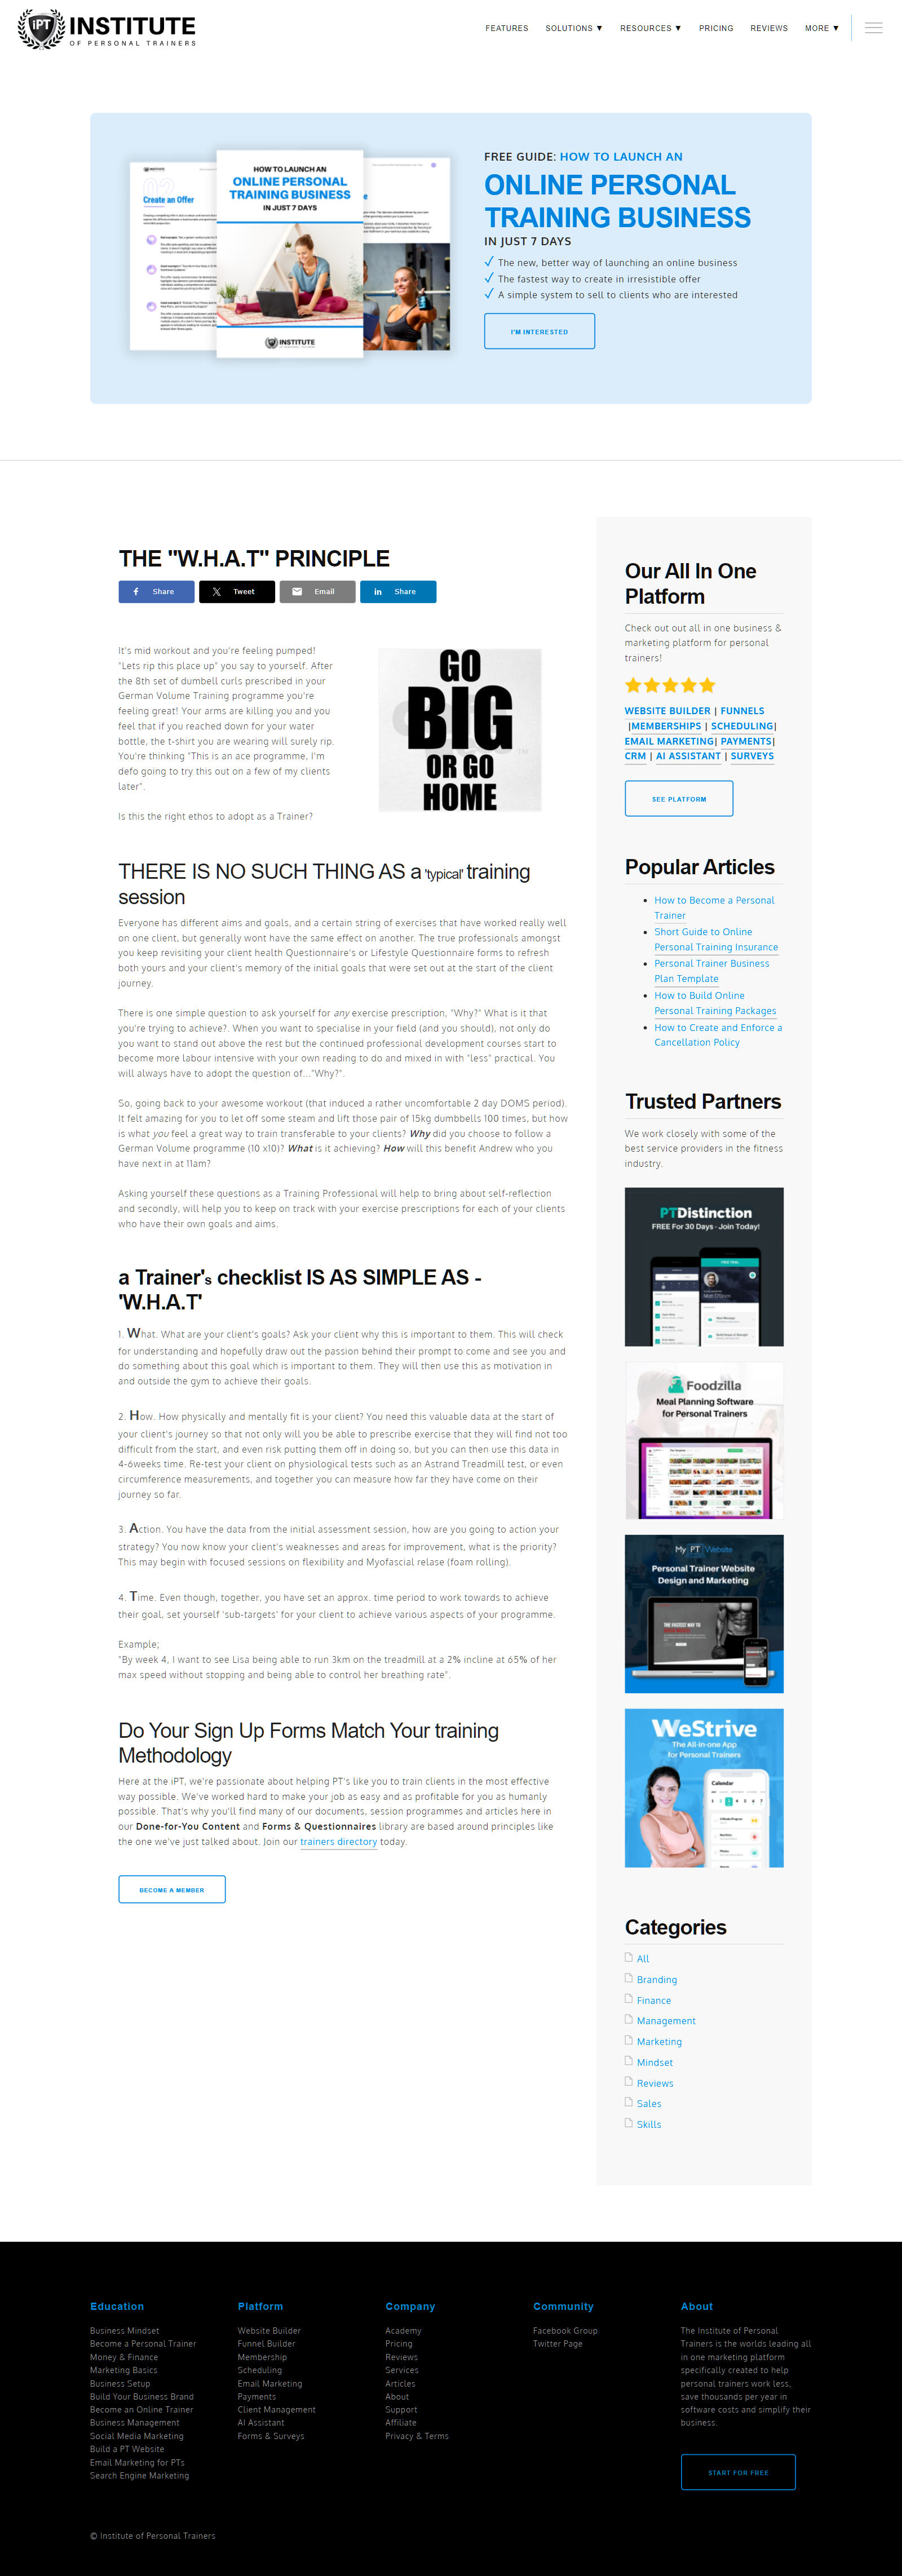 iPT INSTITUTE
OF PERSONAL TRAINERS
FEATURES SOLUTIONS ▼ RESOURCES ▼ PRICING REVIEWS MORE ▼
02
Create an Offer
HOW TO LAUNCH AN
ONLINE PERSONAL
TRAINING BUSINESS
IN JUST 7 DAYS
INSTITUTE
FREE GUIDE: HOW TO LAUNCH AN
ONLINE PERSONAL
TRAINING BUSINESS
IN JUST 7 DAYS
The new, better way of launching an online business
The fastest way to create in irresistible offer
A simple system to sell to clients who are interested
I'M INTERESTED
THE "W.H.A.T" PRINCIPLE
Share Tweet Email Share
It's mid workout and you're feeling pumped!
"Lets rip this place up" you say to yourself. After
the 8th set of dumbell curls prescribed in your
German Volume Training programme you're
feeling great! Your arms are killing you and you
feel that if you reached down for your water
bottle, the t-shirt you are wearing will surely rip.
You're thinking "This is an ace programme, I'm
defo going to try this out on a few of my clients
later".
Is this the right ethos to adopt as a Trainer?
GO
BIG
OR GO
HOME
THERE IS NO SUCH THING AS a 'typical' training
session
Everyone has different aims and goals, and a certain string of exercises that have worked really well
on one client, but generally wont have the same effect on another. The true professionals amongst
you keep revisiting your client health Questionnaire's or Lifestyle Questionnaire forms to refresh
both yours and your client's memory of the initial goals that were set out at the start of the client
journey.
There is one simple question to ask yourself for any exercise prescription, "Why?" What is it that
you're trying to achieve?. When you want to specialise in your field (and you should), not only do
you want to stand out above the rest but the continued professional development courses start to
become more labour intensive with your own reading to do and mixed in with "less" practical. You
will always have to adopt the question of..."Why?".
So, going back to your awesome workout (that induced a rather uncomfortable 2 day DOMS period).
It felt amazing for you to let off some steam and lift those pair of 15kg dumbbells 100 times, but how
is what you feel a great way to train transferable to your clients? Why did you choose to follow a
German Volume programme (10 x10)? What is it achieving? How will this benefit Andrew who you
have next in at 11am?
Asking yourself these questions as a Training Professional will help to bring about self-reflection
and secondly, will help you to keep on track with your exercise prescriptions for each of your clients
who have their own goals and aims.
a Trainer's checklist IS AS SIMPLE AS -
'W.H.A.T'
1. What. What are your client's goals? Ask your client why this is important to them. This will check
for understanding and hopefully draw out the passion behind their prompt to come and see you and
do something about this goal which is important to them. They will then use this as motivation in
and outside the gym to achieve their goals.
2. How. How physically and mentally fit is your client? You need this valuable data at the start of
your client's journey so that not only will you be able to prescribe exercise that they will find not too
difficult from the start, and even risk putting them off in doing so, but you can then use this data in
4-6weeks time. Re-test your client on physiological tests such as an Astrand Treadmill test, or even
circumference measurements, and together you can measure how far they have come on their
journey so far.
3. Action. You have the data from the initial assessment session, how are you going to action your
strategy? You now know your client's weaknesses and areas for improvement, what is the priority?
This may begin with focused sessions on flexibility and Myofascial relase (foam rolling).
4. Time. Even though, together, you have set an approx. time period to work towards to achieve
their goal, set yourself 'sub-targets' for your client to achieve various aspects of your programme.
Example;
"By week 4, I want to see Lisa being able to run 3km on the treadmill at a 2% incline at 65% of her
max speed without stopping and being able to control her breathing rate".
Do Your Sign Up Forms Match Your training
Methodology
Here at the iPT, we're passionate about helping PT's like you to train clients in the most effective
way possible. We've worked hard to make your job as easy and as profitable for you as humanly
possible. That's why you'll find many of our documents, session programmes and articles here in
our Done-for-You Content and Forms & Questionnaires library are based around principles like
the one we've just talked about. Join our trainers directory today.
BECOME A MEMBER
Our All In One
Platform
Check out out all in one business &
marketing platform for personal
trainers!
WEBSITE BUILDER | FUNNELS
|MEMBERSHIPS | SCHEDULING|
EMAIL MARKETING| PAYMENTS|
CRM | AI ASSISTANT | SURVEYS
SEE PLATFORM
Popular Articles
How to Become a Personal
Trainer
Short Guide to Online
Personal Training Insurance
Personal Trainer Business
Plan Template
How to Build Online
Personal Training Packages
How to Create and Enforce a
Cancellation Policy
Trusted Partners
We work closely with some of the
best service providers in the fitness
industry.
PTDistinction
FREE For 30 Days - Join Today!
Foodzilla
Meal Planning Software
for Personal Trainers
My PT Website
Personal Trainer Website
Design and Marketing
WeStrive
The All-in-one App
for Personal Trainers
Calendar
Categories
All
Branding
Finance
Management
Marketing
Mindset
Reviews
Sales
Skills
Education
Business Mindset
Become a Personal Trainer
Money & Finance
Marketing Basics
Business Setup
Build Your Business Brand
Become an Online Trainer
Business Management
Social Media Marketing
Build a PT Website
Email Marketing for PTs
Search Engine Marketing
Platform
Website Builder
Funnel Builder
Membership
Scheduling
Email Marketing
Payments
Client Management
AI Assistant
Forms & Surveys
Company
Academy
Pricing
Reviews
Services
Articles
About
Support
Affiliate
Privacy & Terms
Community
Facebook Group
Twitter Page
About
The Institute of Personal
Trainers is the worlds leading all
in one marketing platform
specifically created to help
personal trainers work less,
save thousands per year in
software costs and simplify their
business.
START FOR FREE
© Institute of Personal Trainers